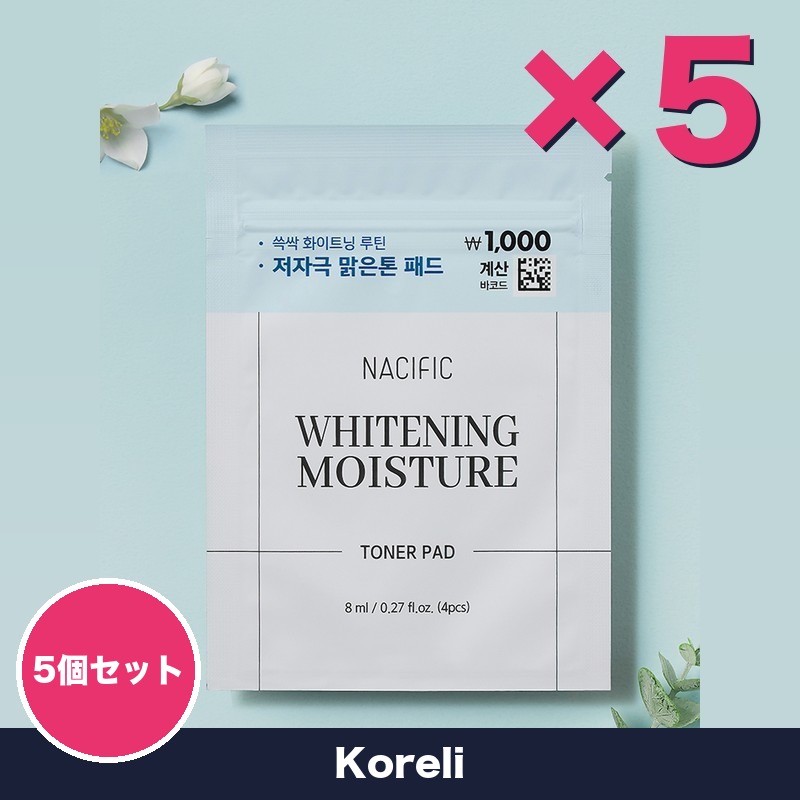 ×5
• 쓱싹 화이트닝 루틴
• 저자극 맑은톤 패드
₩1,000
계산
바코드
NACIFIC
WHITENING
MOISTURE
TONER PAD
8 ml / 0.27 fl.oz. (4pcs)
5個セット
Koreli